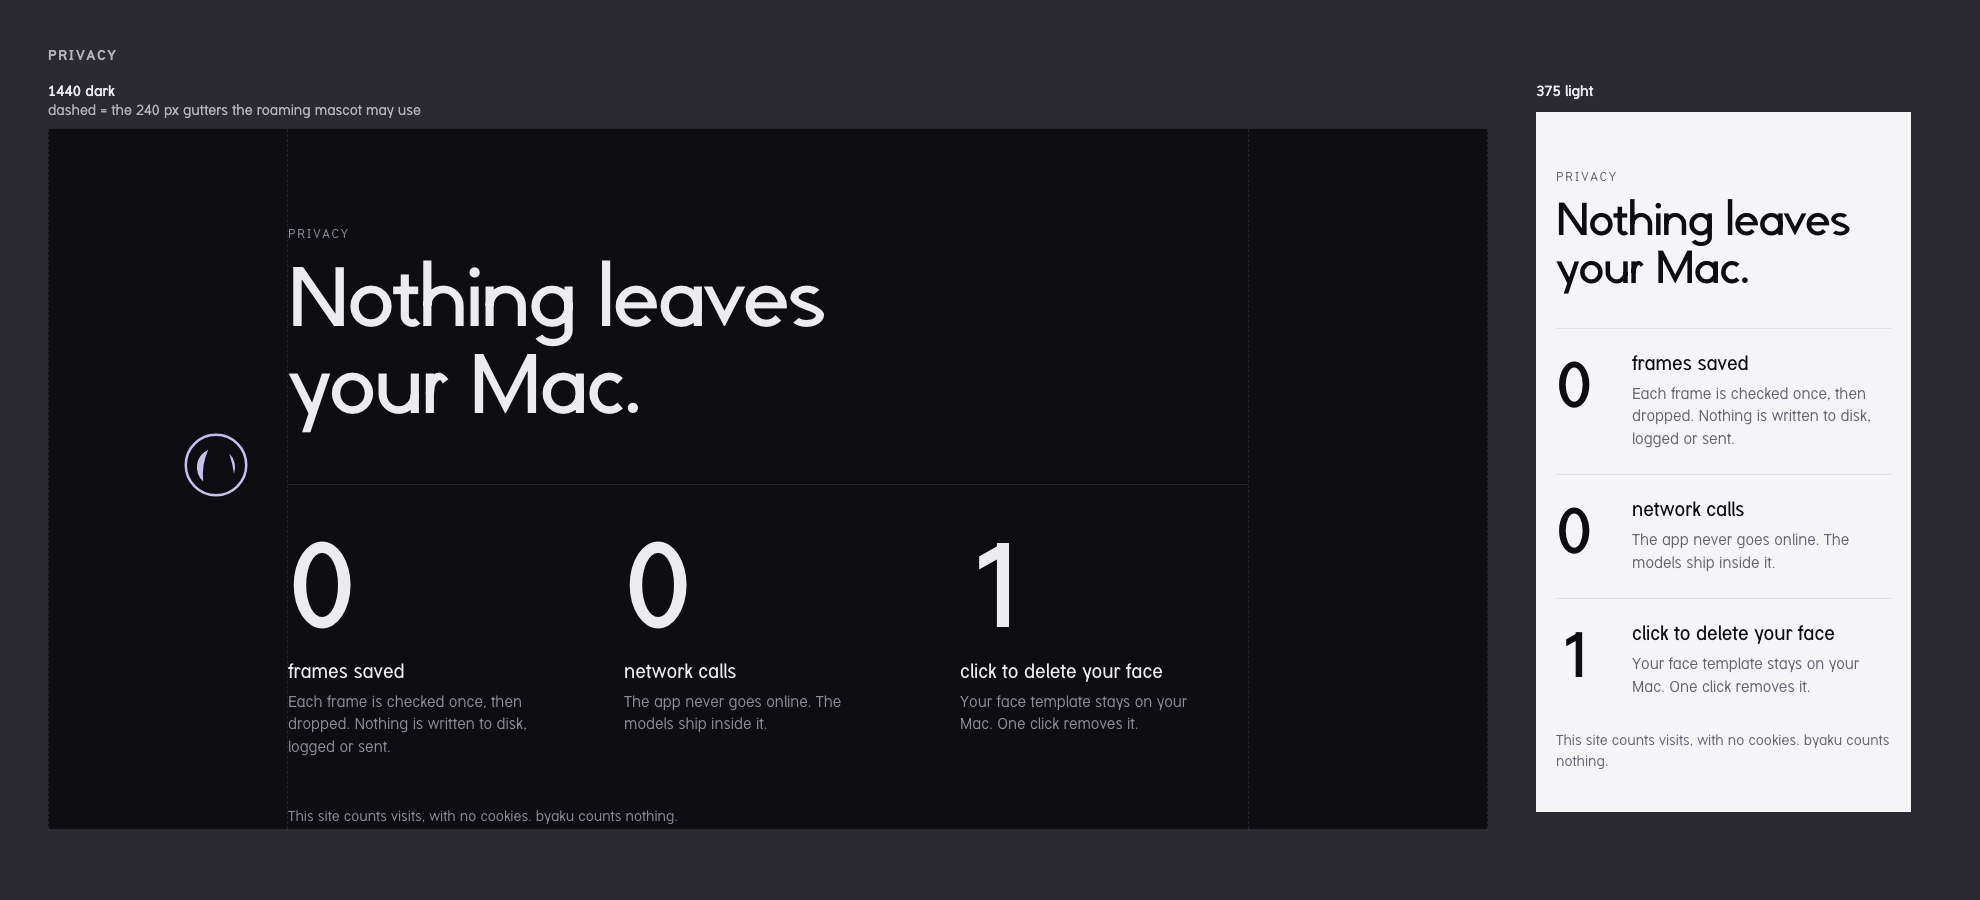 PRIVACY
1440 dark
dashed = the 240 px gutters the roaming mascot may use
PRIVACY
Nothing leaves
your Mac.
0
frames saved
Each frame is checked once, then
dropped. Nothing is written to disk,
logged or sent.
0
network calls
The app never goes online. The
models ship inside it.
1
click to delete your face
Your face template stays on your
Mac. One click removes it.
This site counts visits, with no cookies. byaku counts nothing.
375 light
PRIVACY
Nothing leaves
your Mac.
0
frames saved
Each frame is checked once, then
dropped. Nothing is written to disk,
logged or sent.
0
network calls
The app never goes online. The
models ship inside it.
1
click to delete your face
Your face template stays on your
Mac. One click removes it.
This site counts visits, with no cookies. byaku counts
nothing.